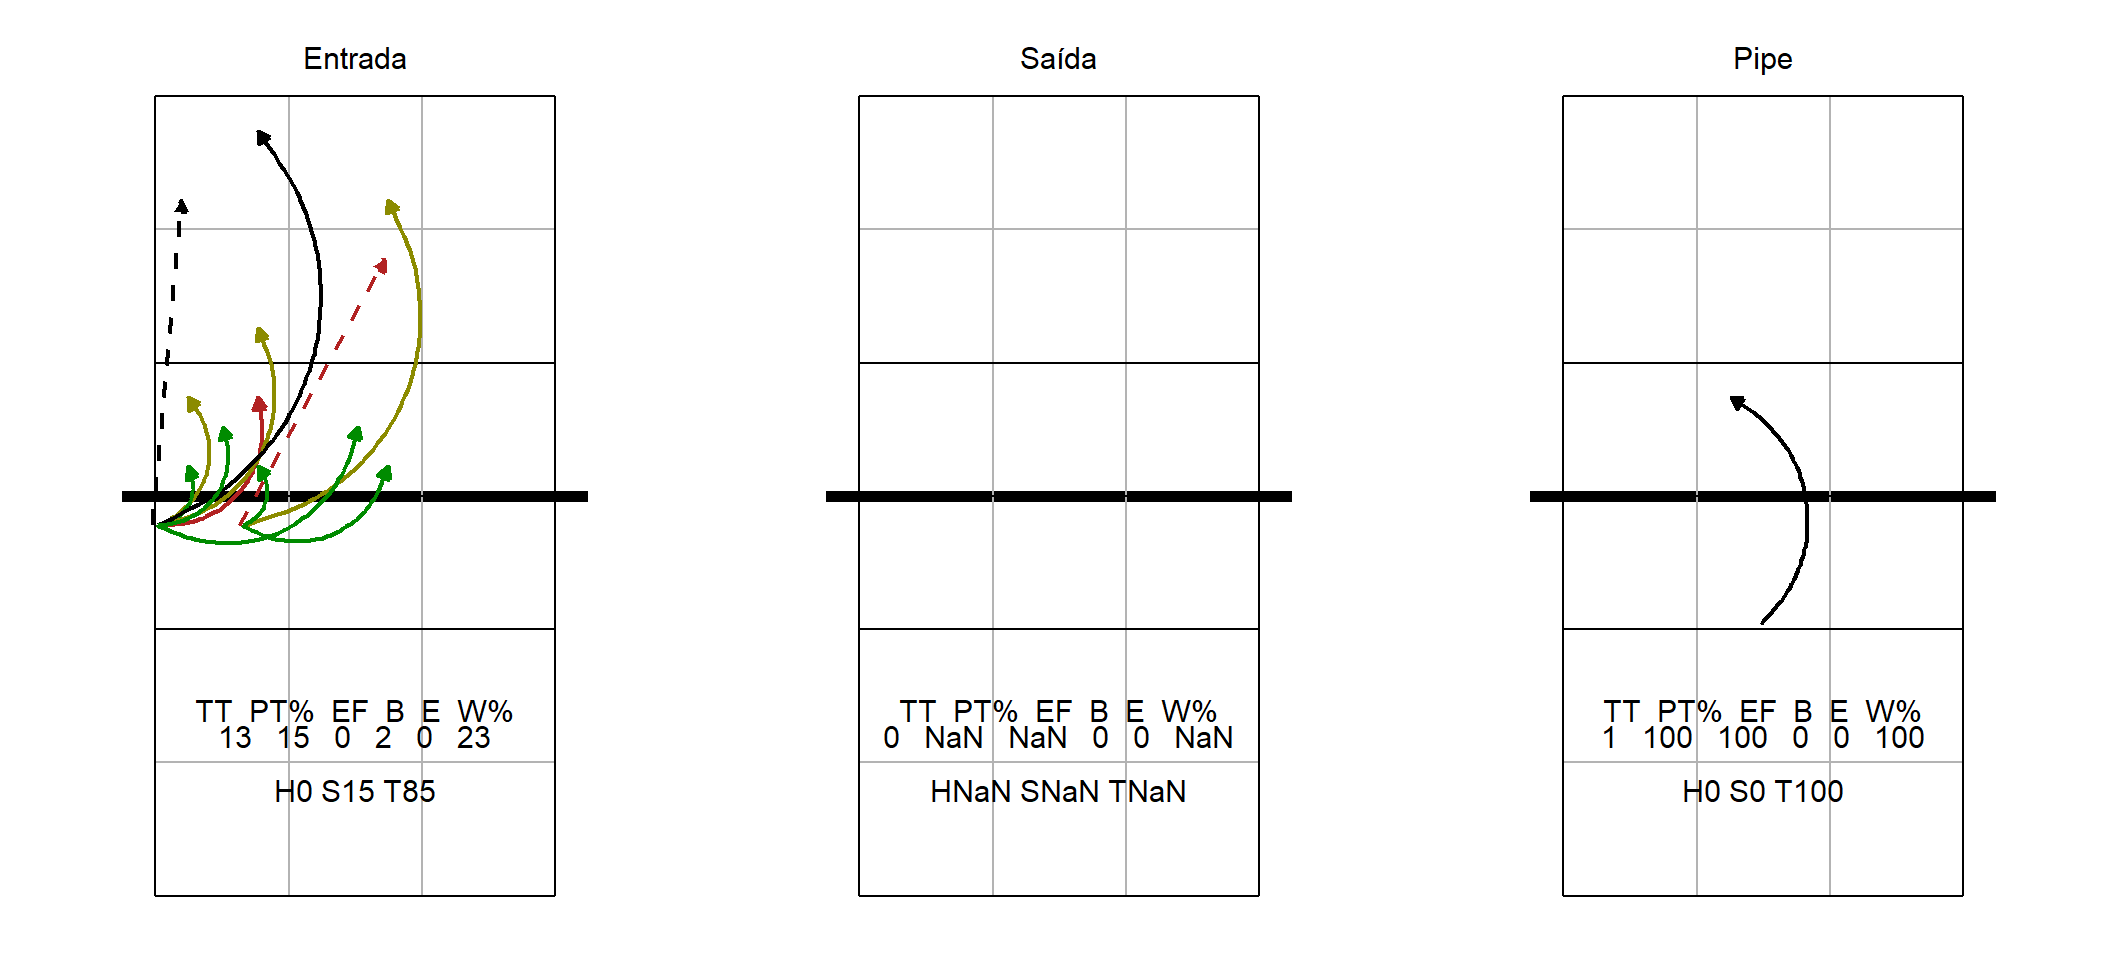 Entrada
TT PT% EF B E W%
13 15 0 2 0 23
H0 S15 T85
Saída
TT PT% EF B E W%
0 NaN NaN 0 0 NaN
HNaN SNaN TNaN
Pipe
TT PT% EF B E W%
1 100 100 0 0 100
H0 S0 T100